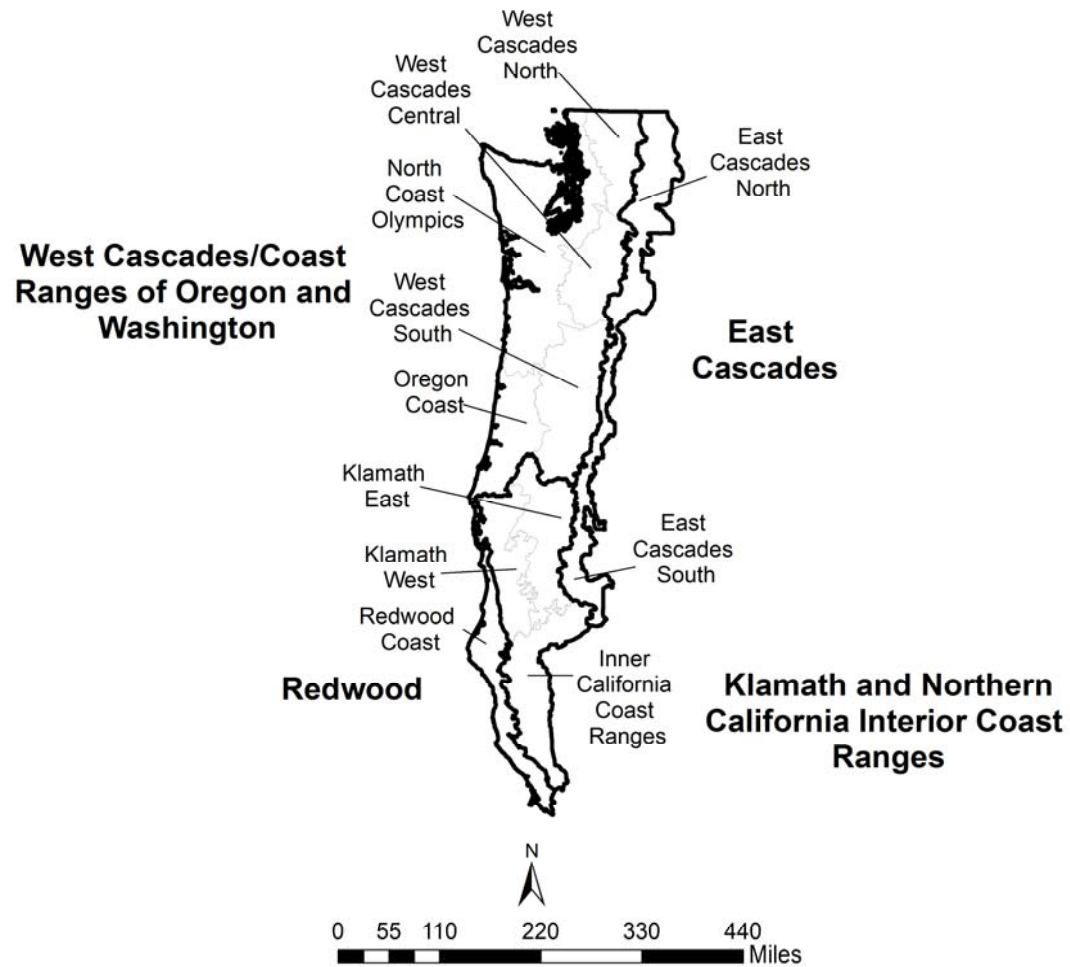 West
Cascades
North
West
Cascades
Central
East
Cascades
North
North
Coast
Olympics
West Cascades/Coast
Ranges of Oregon and
Washington
West
Cascades
South
East
Cascades
Oregon
Coast
Klamath
East
East
Cascades
South
Klamath
West
Redwood
Coast
Redwood
Inner
California
Coast
Ranges
Klamath and Northern
California Interior Coast
Ranges
N
0 55 110 220 330 440
Miles